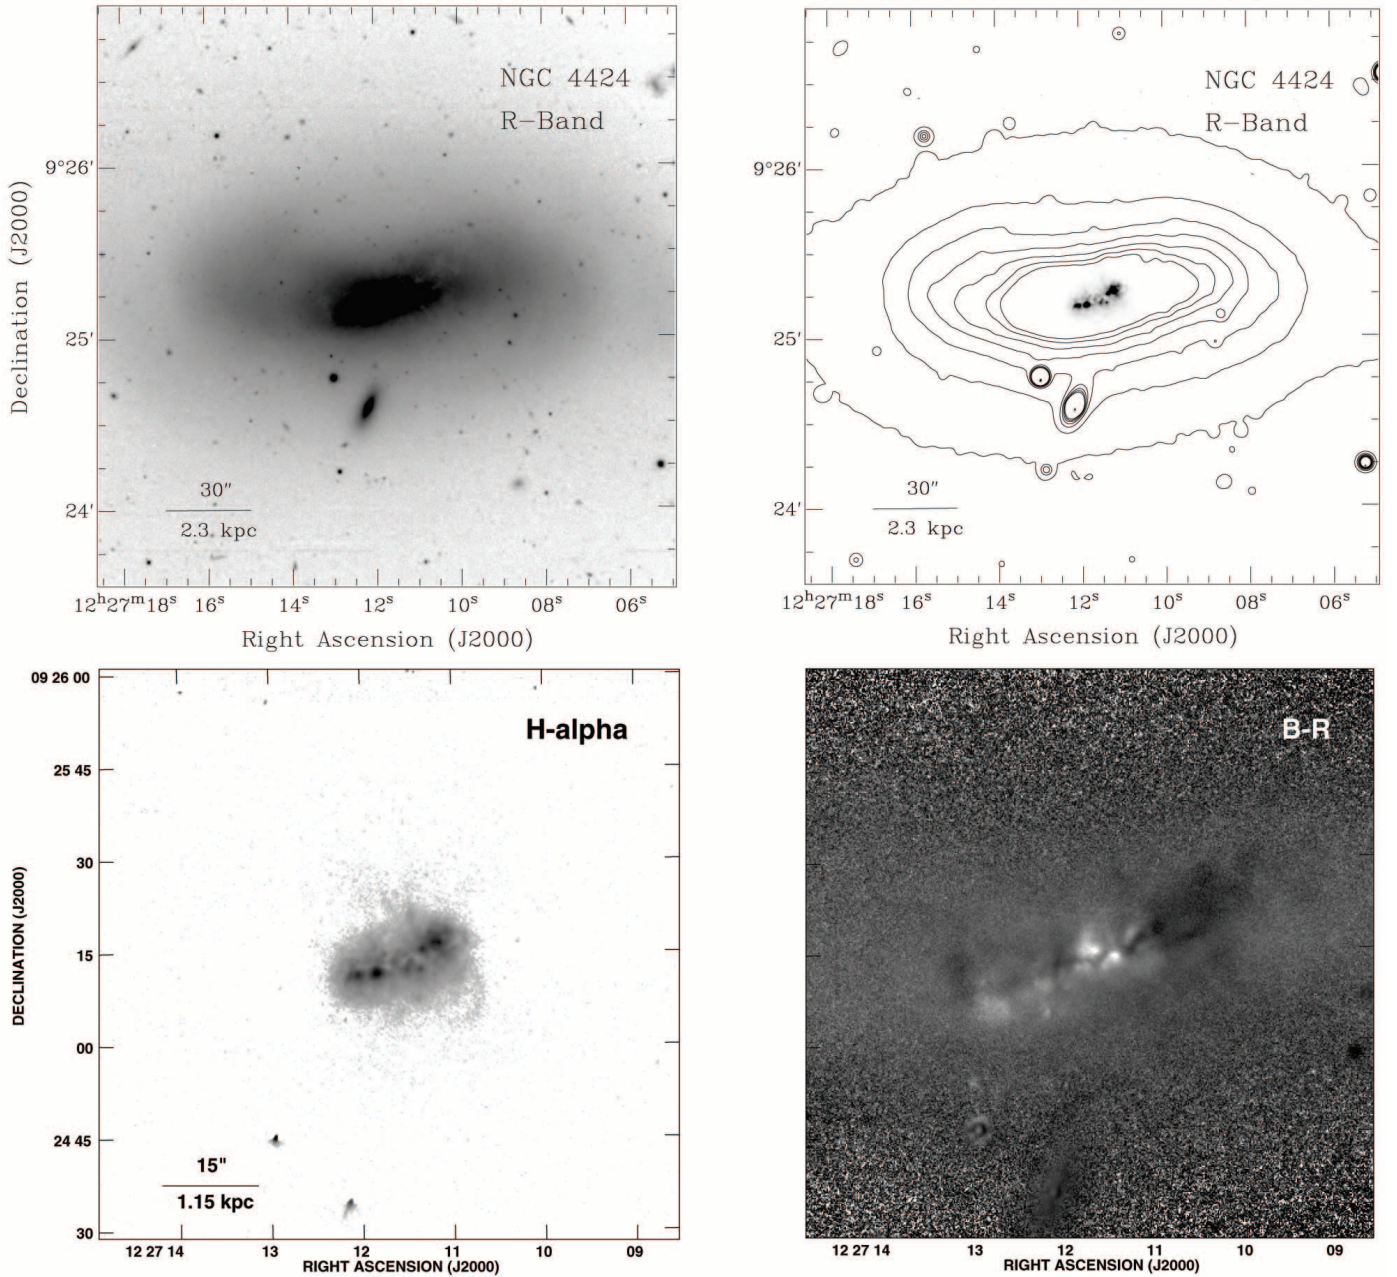 NGC 4424
R-Band
9°26′
25′
24′
Declination (J2000)
30″
2.3 kpc
12ʰ27ᵐ18ˢ 16ˢ 14ˢ 12ˢ 10ˢ 08ˢ 06ˢ
Right Ascension (J2000)
NGC 4424
R-Band
9°26′
25′
24′
30″
2.3 kpc
12ʰ27ᵐ18ˢ 16ˢ 14ˢ 12ˢ 10ˢ 08ˢ 06ˢ
Right Ascension (J2000)
H-alpha
09 26 00
25 45
30
15
00
24 45
30
DECLINATION (J2000)
15"
1.15 kpc
12 27 14 13 12 11 10 09
RIGHT ASCENSION (J2000)
B-R
12 27 14 13 12 11 10 09
RIGHT ASCENSION (J2000)